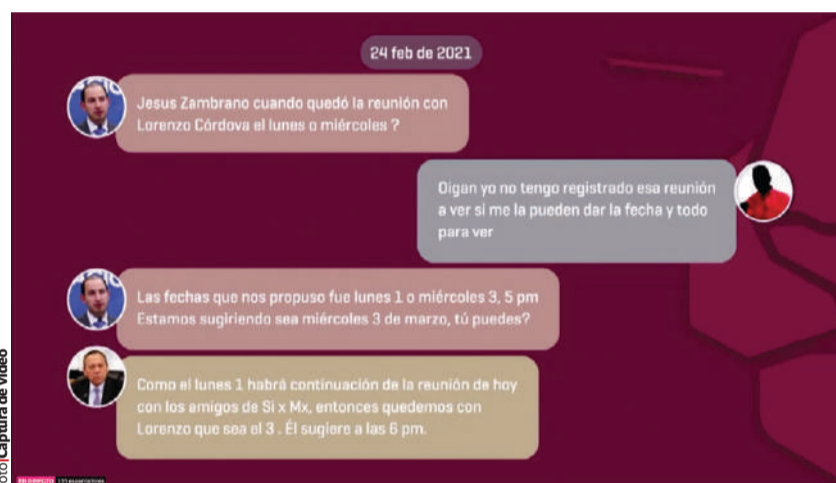 24 feb de 2021
Jesus Zambrano cuando quedó la reunión con
Lorenzo Córdova el lunes o miércoles ?
Oigan yo no tengo registrado esa reunión
a ver si me la pueden dar la fecha y todo
para ver
Las fechas que nos propuso fue lunes 1 o miércoles 3, 5 pm
Estamos sugiriendo sea miércoles 3 de marzo, tú puedes?
Como el lunes 1 habrá continuación de la reunión de hoy
con los amigos de Si x Mx, entonces quedemos con
Lorenzo que sea el 3 . Él sugiere a las 6 pm.
oto|Captura de video
EN DIRECTO